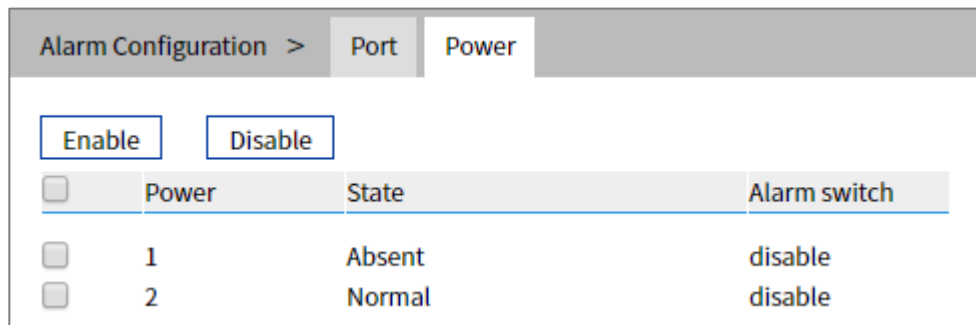 Alarm Configuration > Port Power
Enable Disable
Power State Alarm switch
1 Absent disable
2 Normal disable